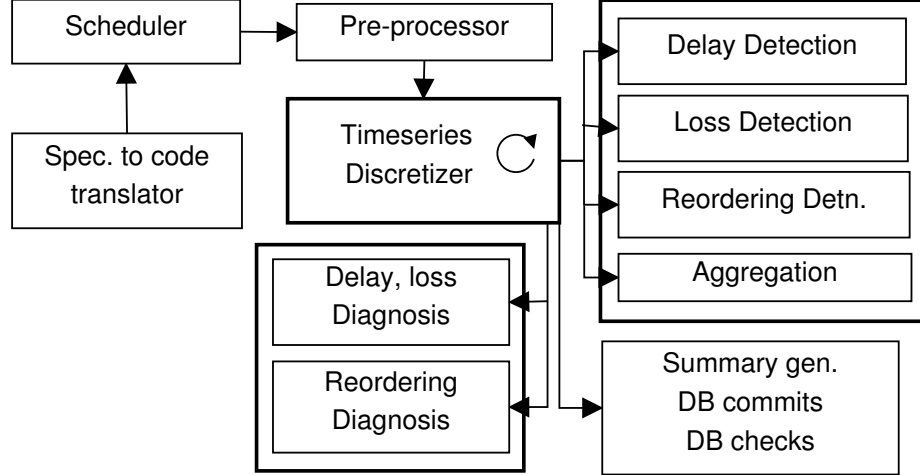 Scheduler
Pre-processor
Spec. to code
translator
Timeseries
Discretizer
Delay Detection
Loss Detection
Reordering Detn.
Aggregation
Delay, loss
Diagnosis
Reordering
Diagnosis
Summary gen.
DB commits
DB checks